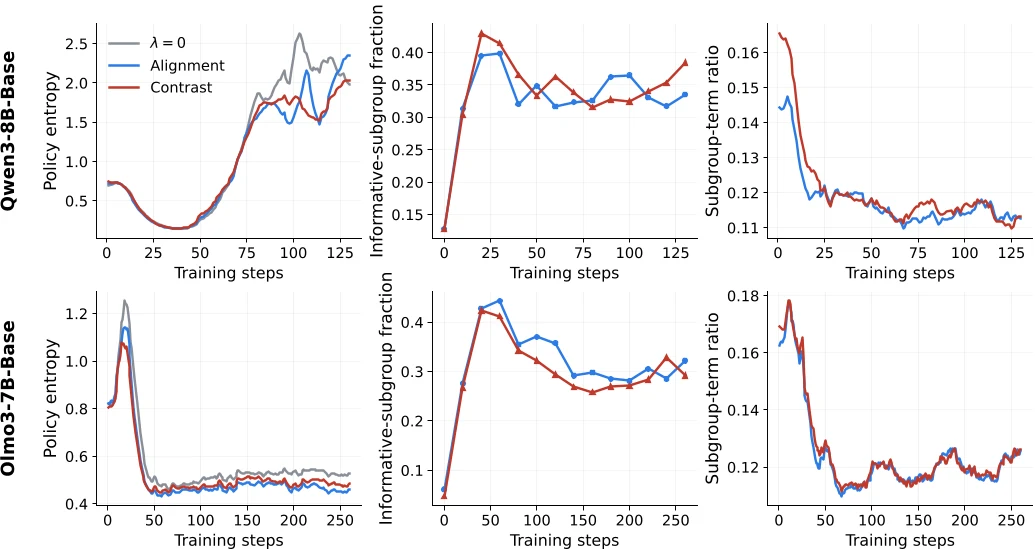 Qwen3-8B-Base
Policy entropy
2.5
2.0
1.5
1.0
0.5
λ = 0
Alignment
Contrast
0 25 50 75 100 125
Training steps
Informative-subgroup fraction
0.40
0.35
0.30
0.25
0.20
0.15
0 25 50 75 100 125
Training steps
Subgroup-term ratio
0.16
0.15
0.14
0.13
0.12
0.11
0 25 50 75 100 125
Training steps
Olmo3-7B-Base
Policy entropy
1.2
1.0
0.8
0.6
0.4
0 50 100 150 200 250
Training steps
Informative-subgroup fraction
0.4
0.3
0.2
0.1
0 50 100 150 200 250
Training steps
Subgroup-term ratio
0.18
0.16
0.14
0.12
0 50 100 150 200 250
Training steps